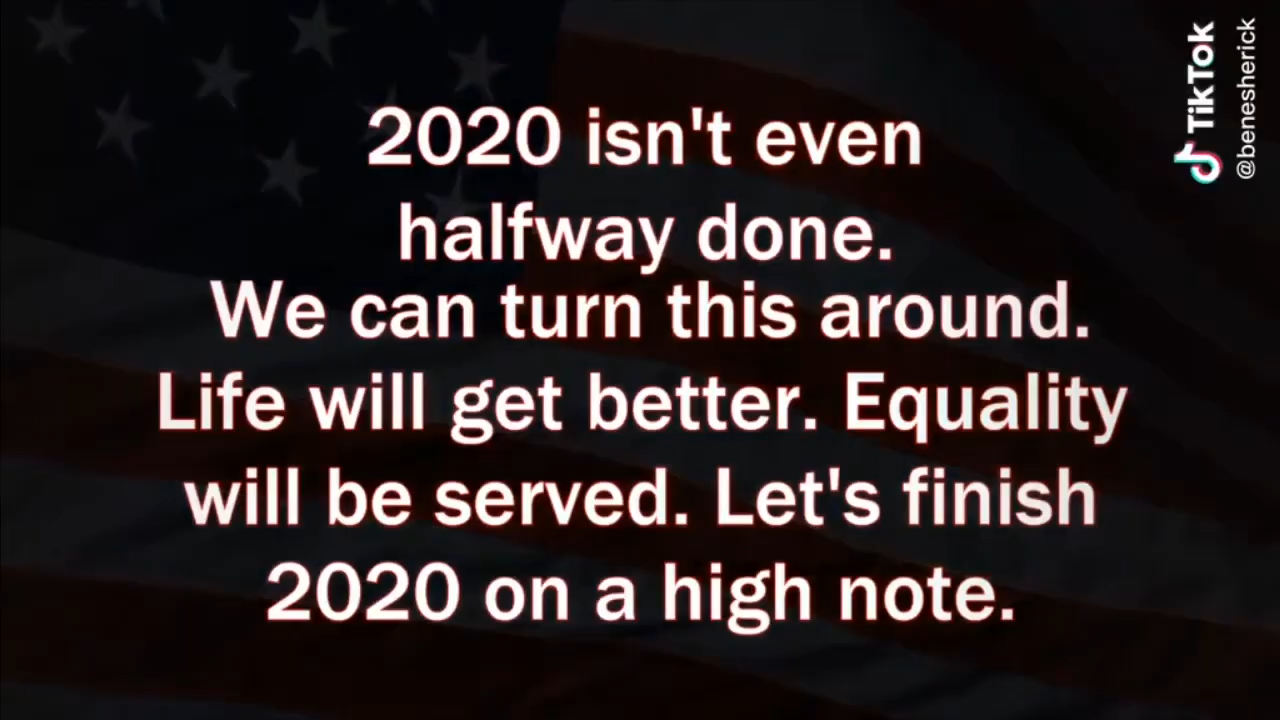 2020 isn't even
halfway done.
We can turn this around.
Life will get better. Equality
will be served. Let's finish
2020 on a high note.
TikTok
@benesherick